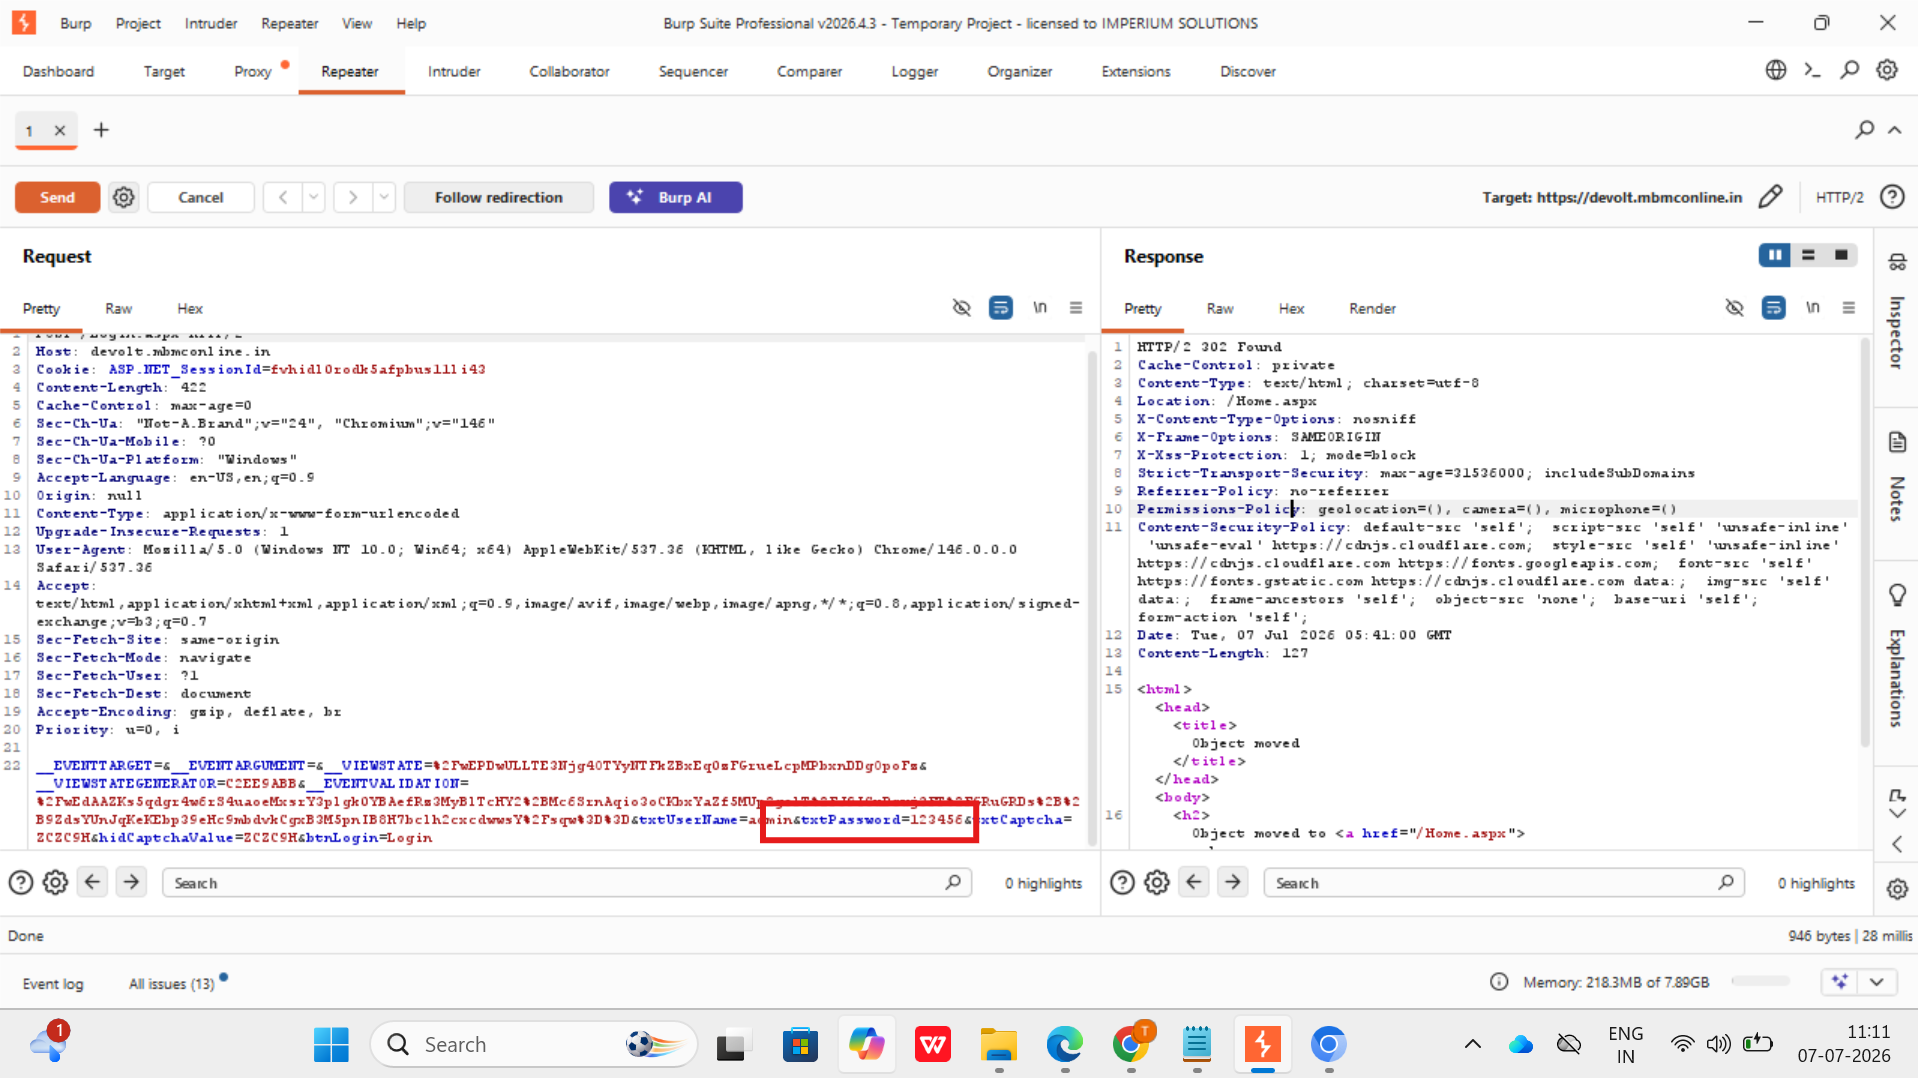 Burp Project Intruder Repeater View Help
Burp Suite Professional v2026.4.3 - Temporary Project - licensed to IMPERIUM SOLUTIONS
Dashboard Target Proxy Repeater Intruder Collaborator Sequencer Comparer Logger Organizer Extensions Discover
1
Send Cancel Follow redirection Burp AI
Target: https://devolt.mbmconline.in HTTP/2
Request
Pretty Raw Hex \n
2 Host: devolt.mbmconline.in
3 Cookie: ASP.NET_SessionId=
4 Content-Length: 422
5 Cache-Control: max-age=0
6 Sec-Ch-Ua: "Not-A.Brand";v="24", "Chromium";v="146"
7 Sec-Ch-Ua-Mobile: ?0
8 Sec-Ch-Ua-Platform: "Windows"
9 Accept-Language: en-US,en;q=0.9
10 Origin: null
11 Content-Type: application/x-www-form-urlencoded
12 Upgrade-Insecure-Requests: 1
13 User-Agent: Mozilla/5.0 (Windows NT 10.0; Win64; x64) AppleWebKit/537.36 (KHTML, like Gecko) Chrome/146.0.0.0
Safari/537.36
14 Accept:
text/html,application/xhtml+xml,application/xml;q=0.9,image/avif,image/webp,image/apng,*/*;q=0.8,application/signed-
exchange;v=b3;q=0.7
15 Sec-Fetch-Site: same-origin
16 Sec-Fetch-Mode: navigate
17 Sec-Fetch-User: ?1
18 Sec-Fetch-Dest: document
19 Accept-Encoding: gzip, deflate, br
20 Priority: u=0, i
21
22 __EVENTTARGET=&__EVENTARGUMENT=&__VIEWSTATE=
__VIEWSTATEGENERATOR=C2EE9ABB&__EVENTVALIDATION=
&txtUserName=admin&txtPassword=123456&txtCaptcha=
ZCZC9H&hidCaptchaValue=ZCZC9H&btnLogin=Login
Search 0 highlights
Response
Pretty Raw Hex Render \n
1 HTTP/2 302 Found
2 Cache-Control: private
3 Content-Type: text/html; charset=utf-8
4 Location: /Home.aspx
5 X-Content-Type-Options: nosniff
6 X-Frame-Options: SAMEORIGIN
7 X-Xss-Protection: 1; mode=block
8 Strict-Transport-Security: max-age=31536000; includeSubDomains
9 Referrer-Policy: no-referrer
10 Permissions-Policy: geolocation=(), camera=(), microphone=()
11 Content-Security-Policy: default-src 'self'; script-src 'self' 'unsafe-inline'
'unsafe-eval' https://cdnjs.cloudflare.com; style-src 'self' 'unsafe-inline'
https://cdnjs.cloudflare.com https://fonts.googleapis.com; font-src 'self'
https://fonts.gstatic.com https://cdnjs.cloudflare.com data:; img-src 'self'
data:; frame-ancestors 'self'; object-src 'none'; base-uri 'self';
form-action 'self';
12 Date: Tue, 07 Jul 2026 05:41:00 GMT
13 Content-Length: 127
14
15 <html>
<head>
<title>
Object moved
</title>
</head>
<body>
16 <h2>
Object moved to <a href="/Home.aspx">
Search 0 highlights
Inspector
Notes
Explanations
Done
946 bytes | 28 millis
Event log All issues (13)
Memory: 218.3MB of 7.89GB
1
Search
T
ENG
IN
11:11
07-07-2026